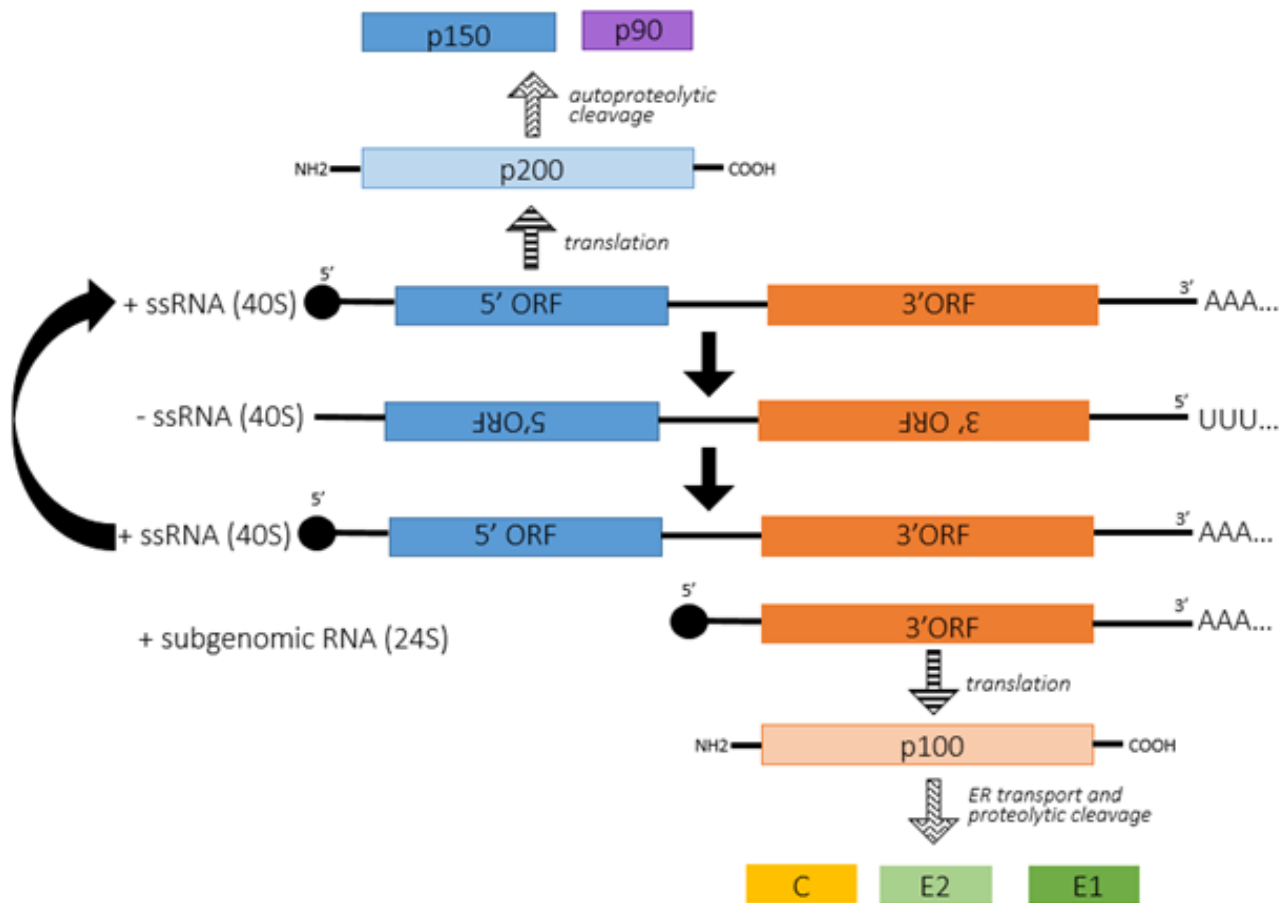 p150
p90
autoproteolytic
cleavage
NH2
p200
COOH
translation
5’
+ ssRNA (40S)
5’ ORF
3’ORF
3’
AAA...
- ssRNA (40S)
5’ORF
3’ ORF
5’
UUU...
5’
+ ssRNA (40S)
5’ ORF
3’ORF
3’
AAA...
5’
+ subgenomic RNA (24S)
3’ORF
3’
AAA...
translation
NH2
p100
COOH
ER transport and
proteolytic cleavage
C
E2
E1